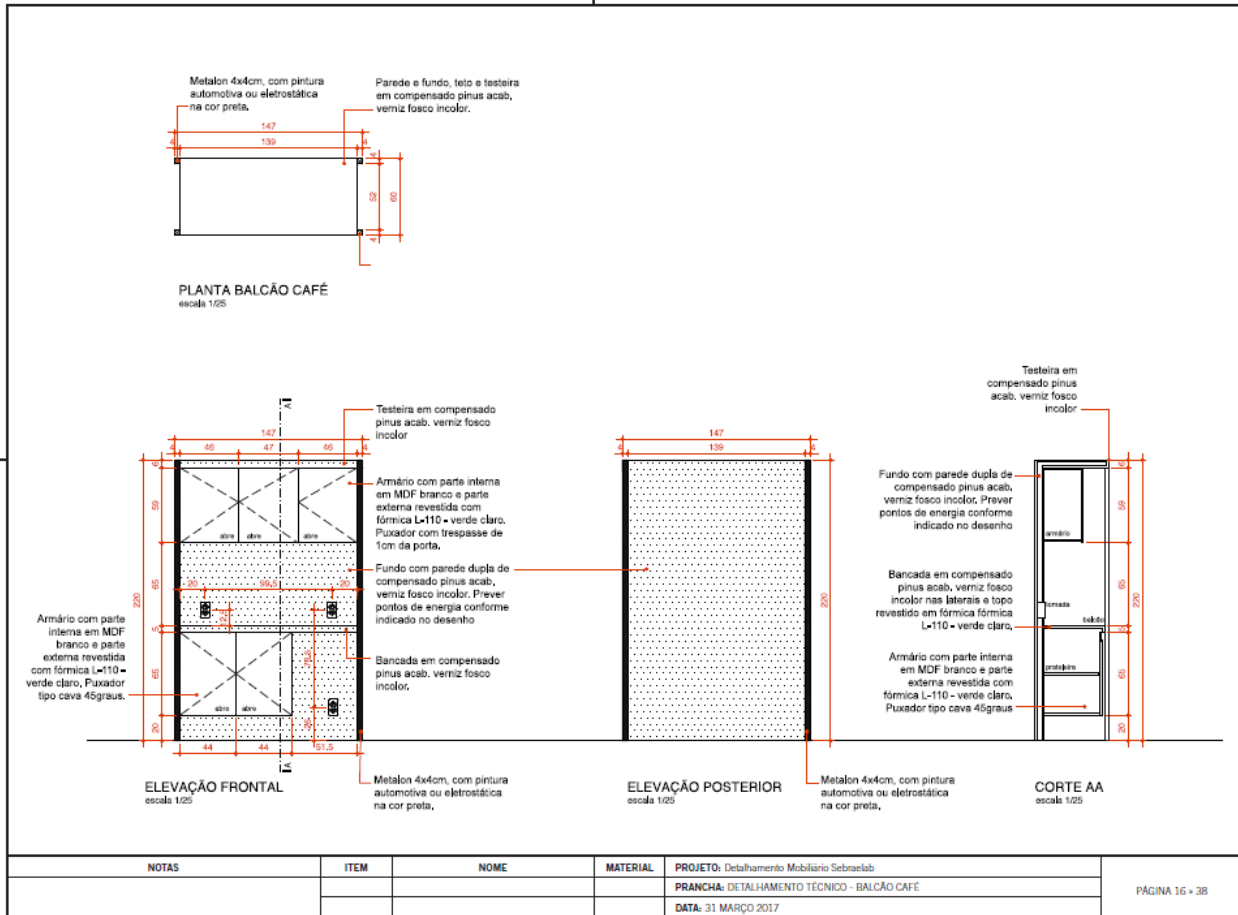 Metalon 4x4cm, com pintura
automotiva ou eletrostática
na cor preta.
Parede e fundo, teto e testeira
em compensado pinus acab,
verniz fosco incolor.
147
4 139 4
4
52
60
4
PLANTA BALCÃO CAFÉ
escala 1/25
Testeira em
compensado pinus
acab. verniz fosco
incolor
A
Testeira em compensado
pinus acab. verniz fosco
incolor
147
4 46 47 46 4
6
59
65
220
5
65
20
Armário com parte interna
em MDF branco e parte
externa revestida com
fórmica L-110 - verde claro.
Puxador com trespasse de
1cm da porta.
abre abre abre
Fundo com parede dupla de
compensado pinus acab,
verniz fosco incolor. Prever
pontos de energia conforme
indicado no desenho
20 99,5 20
12,5
Armário com parte
interna em MDF
branco e parte
externa revestida
com fórmica L-110 -
verde claro, Puxador
tipo cava 45graus.
Bancada em compensado
pinus acab. verniz fosco
incolor.
abre abre
44 44 51.5
A
ELEVAÇÃO FRONTAL
escala 1/25
Metalon 4x4cm, com pintura
automotiva ou eletrostática
na cor preta,
147
4 139 4
220
ELEVAÇÃO POSTERIOR
escala 1/25
Metalon 4x4cm, com pintura
automotiva ou eletrostática
na cor preta,
Fundo com parede dupla de
compensado pinus acab,
verniz fosco incolor. Prever
pontos de energia conforme
indicado no desenho
Bancada em compensado
pinus acab, verniz fosco
incolor nas laterais e topo
revestido em fórmica fórmica
L-110 - verde claro,
Armário com parte interna
em MDF branco e parte
externa revestida com
fórmica L-110 - verde claro,
Puxador tipo cava 45graus
armário
tomada
prateleira
6
59
65
220
5
65
20
CORTE AA
escala 1/25
NOTAS ITEM NOME MATERIAL PROJETO: Detalhamento Mobiliário Sebraelab
PRANCHA: DETALHAMENTO TÉCNICO - BALCÃO CAFÉ
DATA: 31 MARÇO 2017
PÁGINA 16 • 38